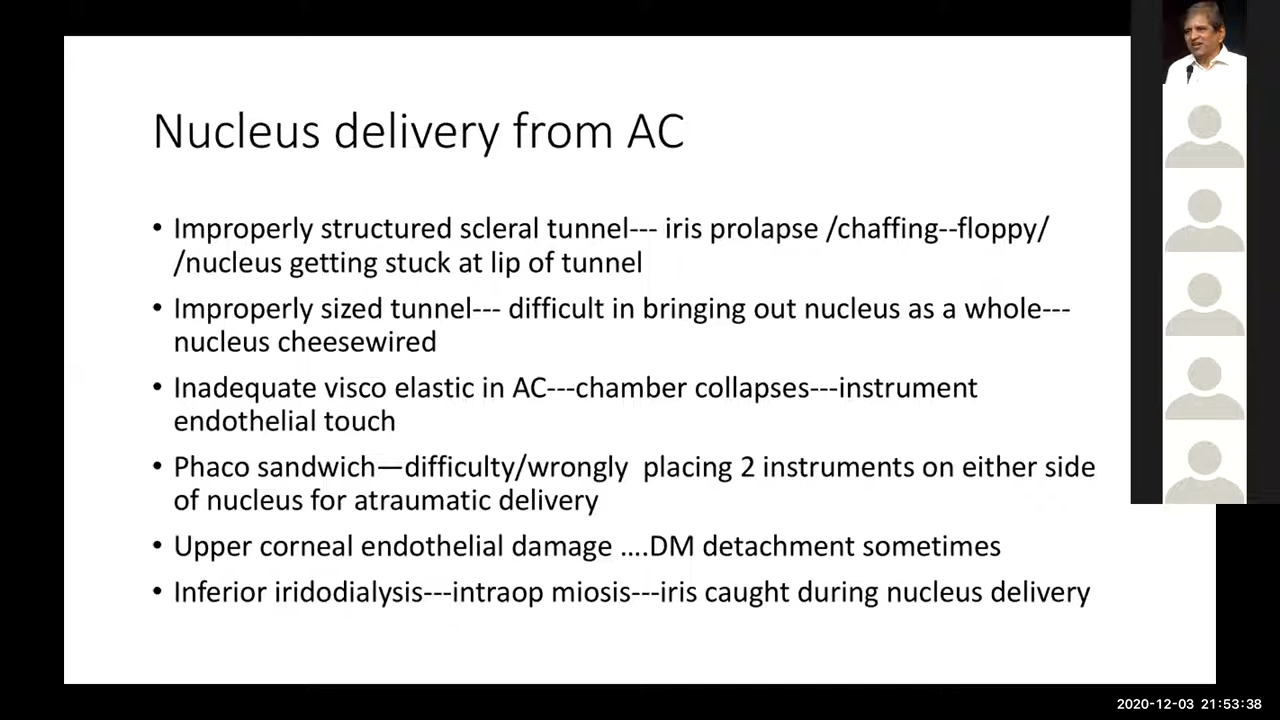 Nucleus delivery from AC
• Improperly structured scleral tunnel--- iris prolapse /chaffing--floppy/
/nucleus getting stuck at lip of tunnel
• Improperly sized tunnel--- difficult in bringing out nucleus as a whole---
nucleus cheesewired
• Inadequate visco elastic in AC---chamber collapses---instrument
endothelial touch
• Phaco sandwich—difficulty/wrongly  placing 2 instruments on either side
of nucleus for atraumatic delivery
• Upper corneal endothelial damage ….DM detachment sometimes
• Inferior iridodialysis---intraop miosis---iris caught during nucleus delivery
2020-12-03 21:53:38